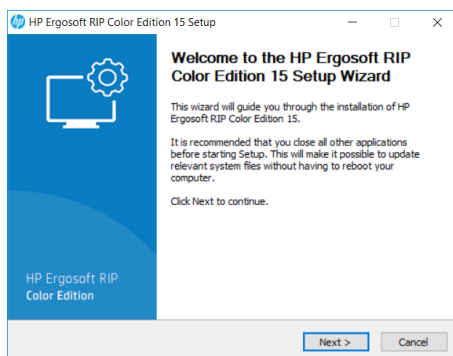 HP Ergosoft RIP Color Edition 15 Setup
Welcome to the HP Ergosoft RIP
Color Edition 15 Setup Wizard
This wizard will guide you through the installation of HP
Ergosoft RIP Color Edition 15.
It is recommended that you close all other applications
before starting Setup. This will make it possible to update
relevant system files without having to reboot your
computer.
Click Next to continue.
HP Ergosoft RIP
Color Edition
Next >
Cancel